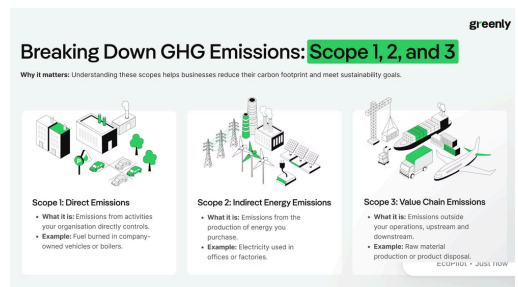 greenly
Breaking Down GHG Emissions: Scope 1, 2, and 3
Why it matters: Understanding these scopes helps businesses reduce their carbon footprint and meet sustainability goals.
Scope 1: Direct Emissions
• What it is: Emissions from activities
your organisation directly controls.
• Example: Fuel burned in company-
owned vehicles or boilers.
Scope 2: Indirect Energy Emissions
• What it is: Emissions from the
production of energy you
purchase.
• Example: Electricity used in
offices or factories.
Scope 3: Value Chain Emissions
• What it is: Emissions outside
your operations, upstream and
downstream.
• Example: Raw material
production or product disposal.
EcoPilot • Just now